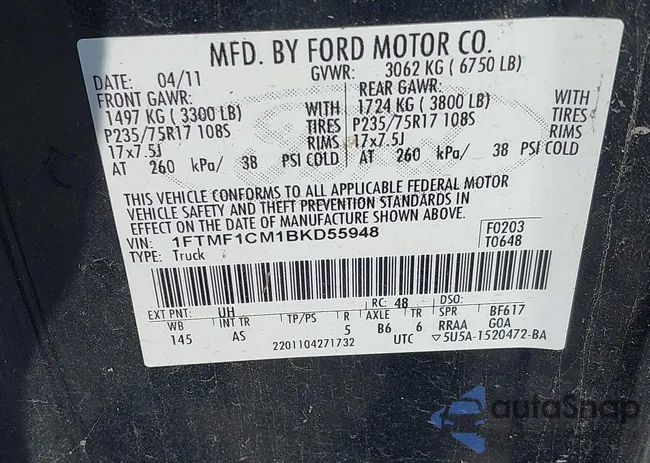 MFD. BY FORD MOTOR CO.
DATE: 04/11 GVWR: 3062 KG ( 6750 LB)
FRONT GAWR: REAR GAWR:
1497 KG ( 3300 LB) WITH 1724 KG ( 3800 LB) WITH
P235/75R17 108S TIRES P235/75R17 108S TIRES
17x7.5J RIMS 17x7.5J RIMS
AT 260 kPa/ 38 PSI COLD AT 260 kPa/ 38 PSI COLD
THIS VEHICLE CONFORMS TO ALL APPLICABLE FEDERAL MOTOR
VEHICLE SAFETY AND THEFT PREVENTION STANDARDS IN
EFFECT ON THE DATE OF MANUFACTURE SHOWN ABOVE.
VIN: 1FTMF1CM1BKD55948 F0203
TYPE: Truck T0648
EXT PNT: UH RC: 48 DSO:
WB INT TR TP/PS R AXLE TR SPR BF617
145 AS 5 B6 6 RRAA G0A
2201104271732 UTC ▽5U5A-1520472-BA
autoSnap